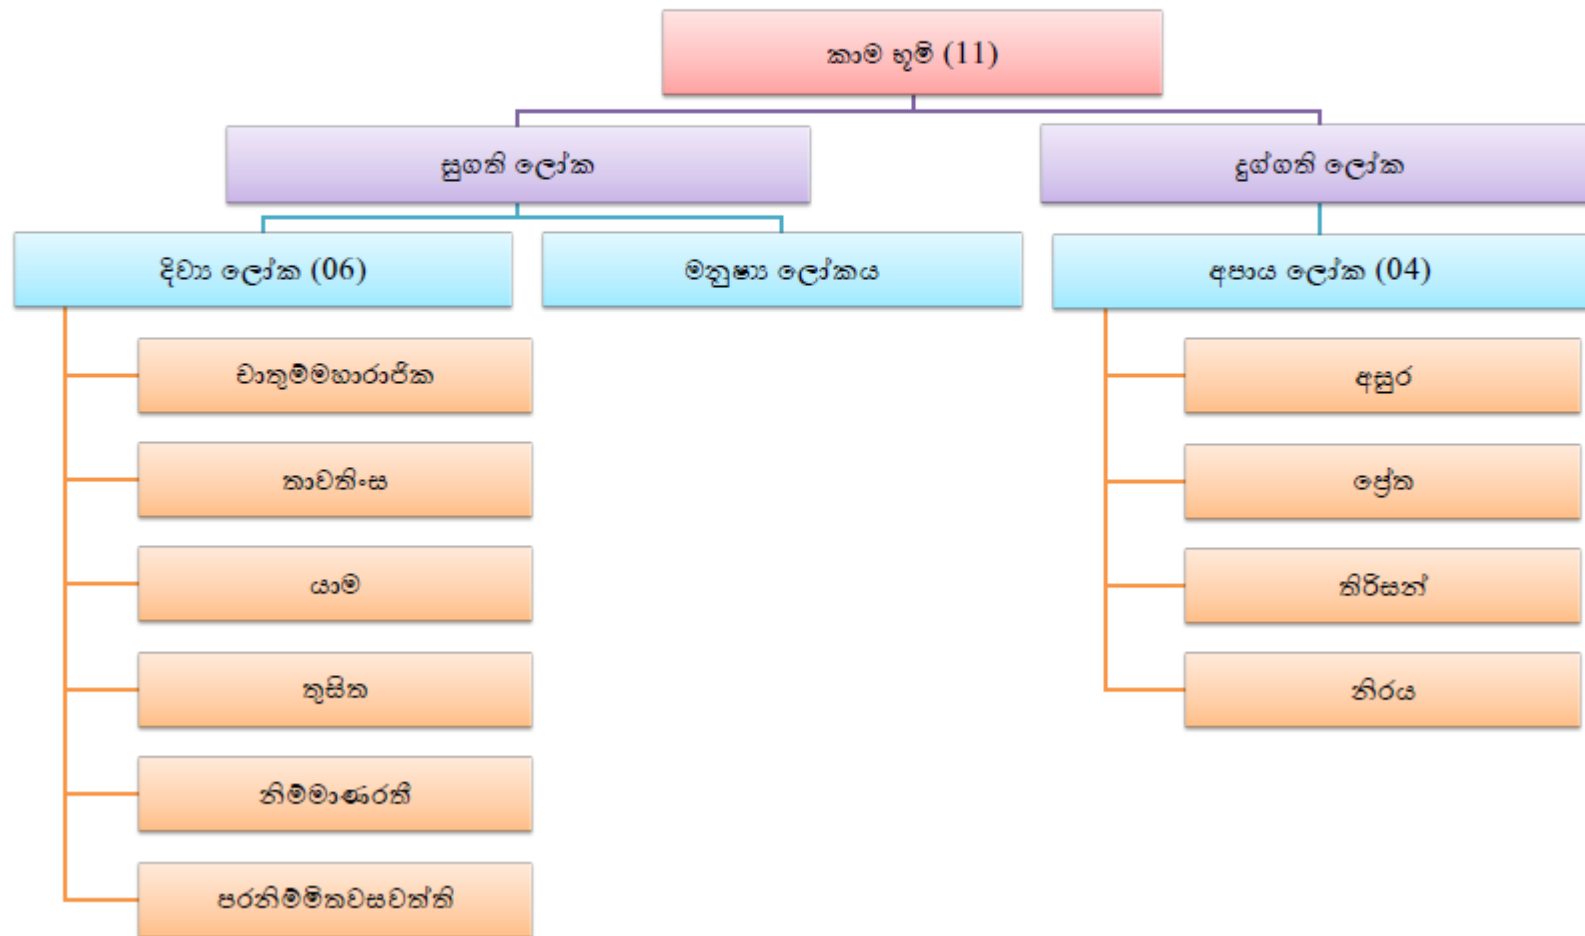 කාම භූමි (11)
සුගති ලෝක
දුග්ගති ලෝක
දිව්‍ය ලෝක (06)
මනුෂ්‍ය ලෝකය
අපාය ලෝක (04)
චාතුම්මහාරාජික
අසුර
තාවතිංස
ප්‍රේත
යාම
තිරිසන්
තුසිත
නිරය
නිම්මාණරතී
පරනිම්මිතවසවත්ති